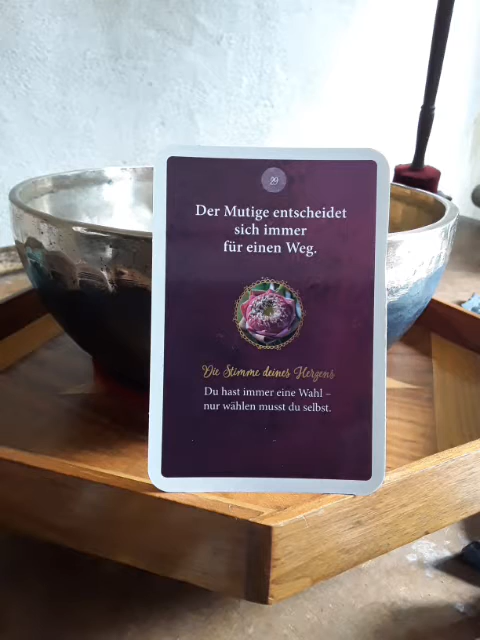 29
Der Mutige entscheidet
sich immer
für einen Weg.
Die Stimme deines Herzens
Du hast immer eine Wahl –
nur wählen musst du selbst.